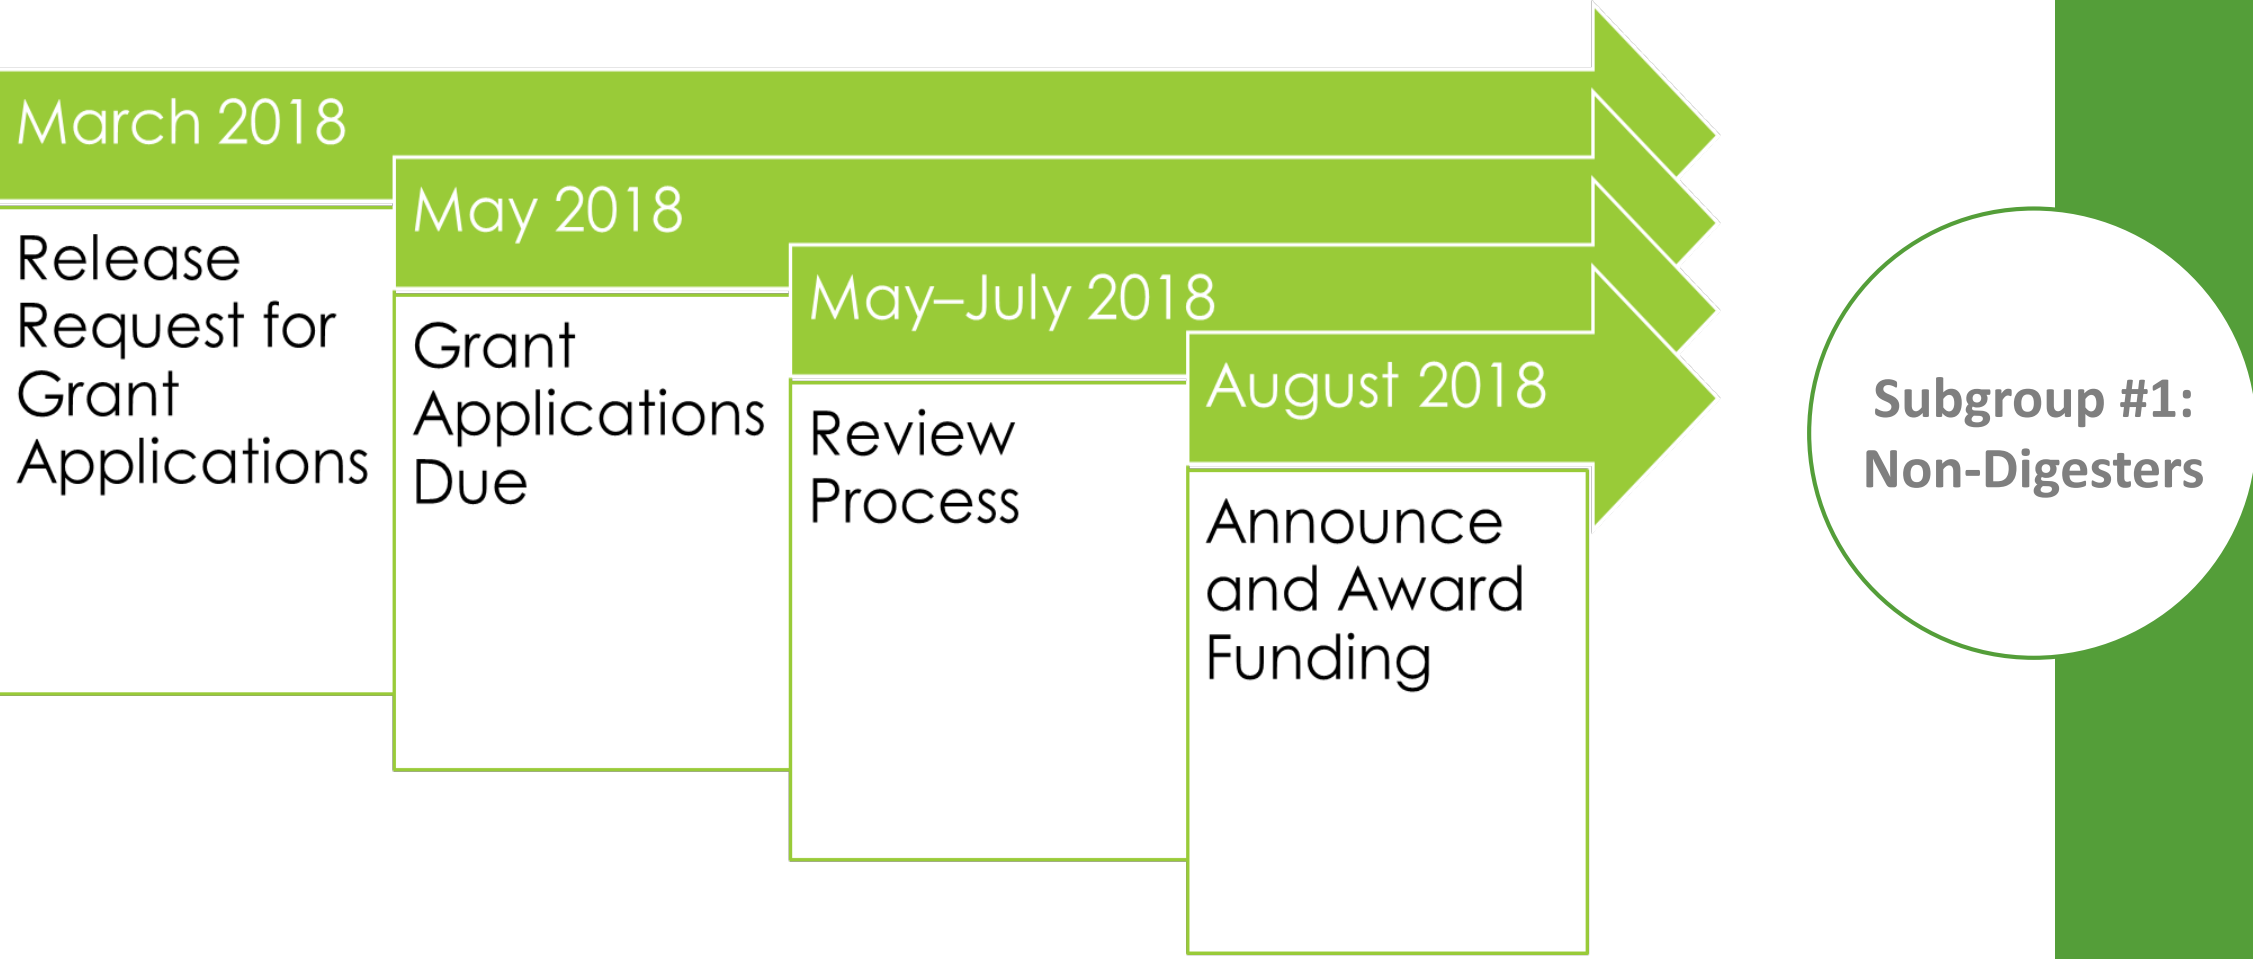 March 2018
Release
Request for
Grant
Applications
May 2018
Grant
Applications
Due
May–July 2018
Review
Process
August 2018
Announce
and Award
Funding
Subgroup #1:
Non-Digesters